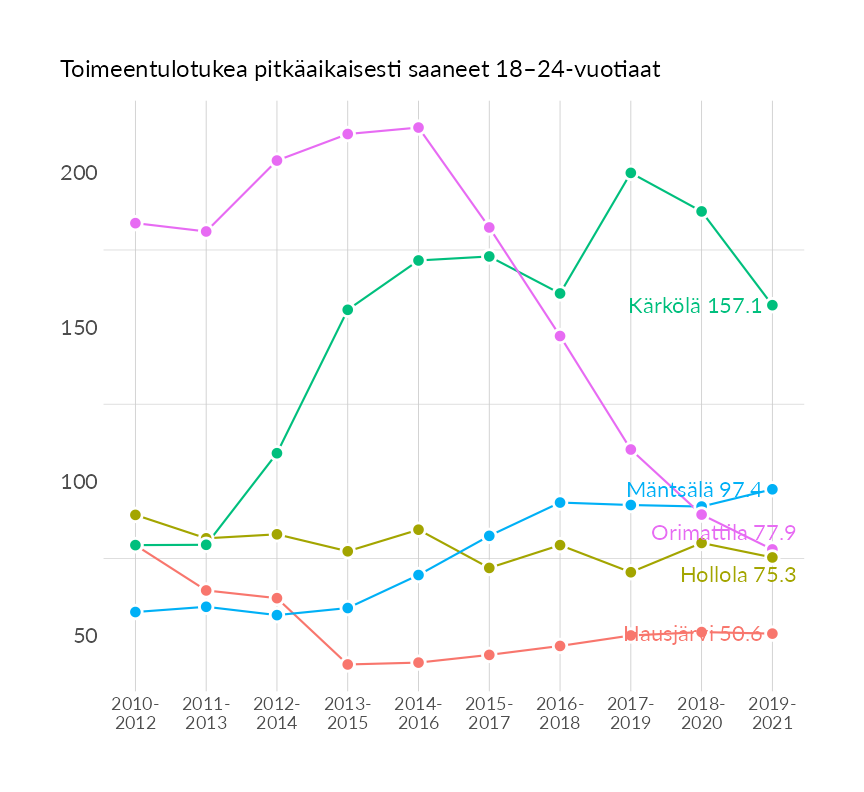 Toimeentulotukea pitkäaikaisesti saaneet 18–24-vuotiaat
200
150
100
50
Kärkölä 157.1
Mäntsälä 97.4
Orimattila 77.9
Hollola 75.3
Hausjärvi 50.6
2010- 2011- 2012- 2013- 2014- 2015- 2016- 2017- 2018- 2019-
2012 2013 2014 2015 2016 2017 2018 2019 2020 2021